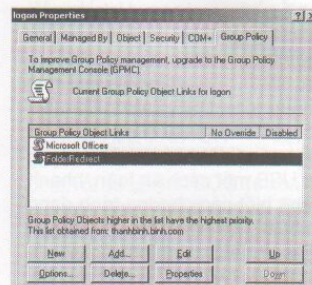 logon Properties
General Managed By Object Security COM+ Group Policy
To improve Group Policy management, upgrade to the Group Policy
Management Console (GPMC).
Current Group Policy Object Links for logon
Group Policy Object Links No Override Disabled
Microsoft Offices
FolderRedirect
Group Policy Objects higher in the list have the highest priority.
This list obtained from: thanhbinh.binh.com
New Add... Edit Up
Options... Delete... Properties Down